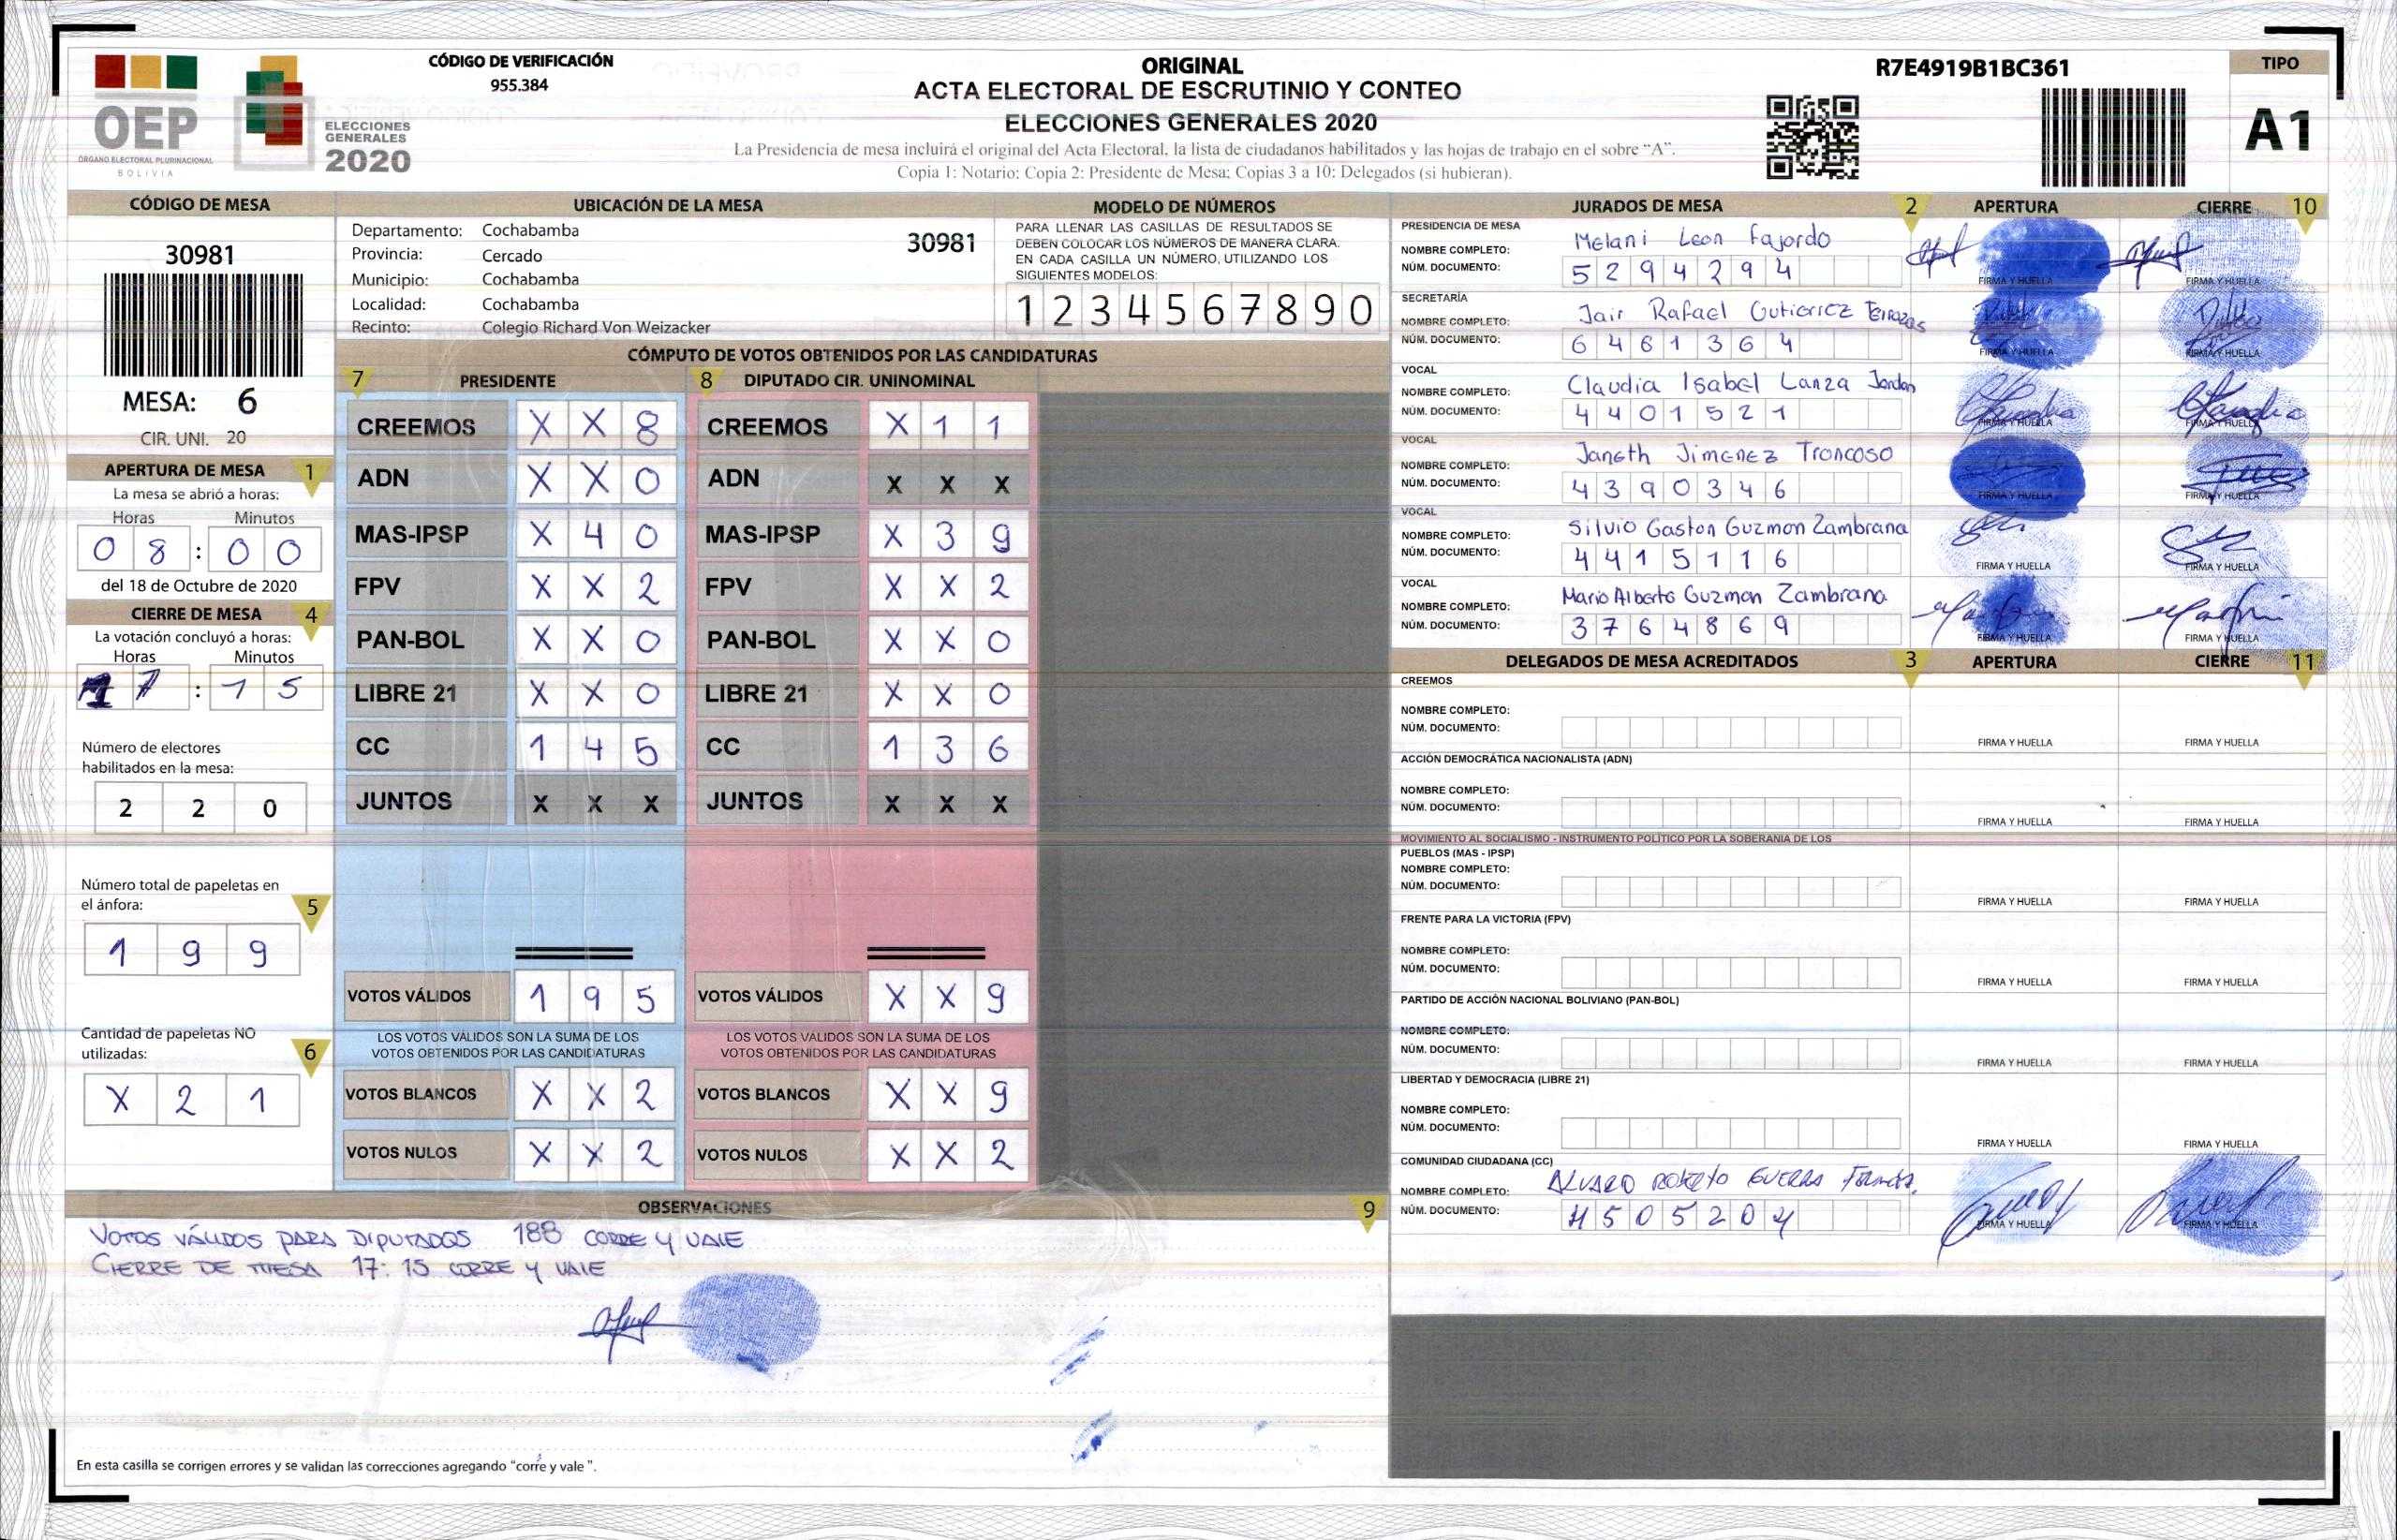 OEP
ÓRGANO ELECTORAL PLURINACIONAL
BOLIVIA
ELECCIONES
GENERALES
2020
CÓDIGO DE VERIFICACIÓN
955.384
ORIGINAL
ACTA ELECTORAL DE ESCRUTINIO Y CONTEO
ELECCIONES GENERALES 2020
La Presidencia de mesa incluirá el original del Acta Electoral, la lista de ciudadanos habilitados y las hojas de trabajo en el sobre “A”.
Copia 1: Notario; Copia 2: Presidente de Mesa; Copias 3 a 10: Delegados (si hubieran).
R7E4919B1BC361
TIPO
A1
CÓDIGO DE MESA
30981
MESA: 6
CIR. UNI. 20
APERTURA DE MESA 1
La mesa se abrió a horas:
Horas Minutos
0 8 : 0 0
del 18 de Octubre de 2020
CIERRE DE MESA 4
La votación concluyó a horas:
Horas Minutos
1 7 : 1 5
Número de electores
habilitados en la mesa:
2 2 0
Número total de papeletas en
el ánfora: 5
1 9 9
Cantidad de papeletas NO
utilizadas: 6
X 2 1
UBICACIÓN DE LA MESA
Departamento: Cochabamba
30981
Provincia: Cercado
Municipio: Cochabamba
Localidad: Cochabamba
Recinto: Colegio Richard Von Weizacker
MODELO DE NÚMEROS
PARA LLENAR LAS CASILLAS DE RESULTADOS SE
DEBEN COLOCAR LOS NÚMEROS DE MANERA CLARA.
EN CADA CASILLA UN NÚMERO, UTILIZANDO LOS
SIGUIENTES MODELOS:
1 2 3 4 5 6 7 8 9 0
CÓMPUTO DE VOTOS OBTENIDOS POR LAS CANDIDATURAS
7 PRESIDENTE
CREEMOS X X 8
ADN X X 0
MAS-IPSP X 4 0
FPV X X 2
PAN-BOL X X 0
LIBRE 21 X X 0
CC 1 4 5
JUNTOS X X X
VOTOS VÁLIDOS 1 9 5
LOS VOTOS VÁLIDOS SON LA SUMA DE LOS
VOTOS OBTENIDOS POR LAS CANDIDATURAS
VOTOS BLANCOS X X 2
VOTOS NULOS X X 2
8 DIPUTADO CIR. UNINOMINAL
CREEMOS X 1 1
ADN X X X
MAS-IPSP X 3 9
FPV X X 2
PAN-BOL X X 0
LIBRE 21 X X 0
CC 1 3 6
JUNTOS X X X
VOTOS VÁLIDOS X X 9
LOS VOTOS VÁLIDOS SON LA SUMA DE LOS
VOTOS OBTENIDOS POR LAS CANDIDATURAS
VOTOS BLANCOS X X 9
VOTOS NULOS X X 2
OBSERVACIONES 9
VOTOS VÁLIDOS PARA DIPUTADOS 188 CORRE Y VALE
CIERRE DE MESA 17:15 CORRE Y VALE
En esta casilla se corrigen errores y se validan las correcciones agregando “corre y vale ”.
JURADOS DE MESA 2 APERTURA CIERRE 10
PRESIDENCIA DE MESA
NOMBRE COMPLETO: Melani Leon Fajordo
NÚM. DOCUMENTO: 5 2 9 4 2 9 4
FIRMA Y HUELLA FIRMA Y HUELLA
SECRETARÍA
NOMBRE COMPLETO: Jair Rafael Gutierrez Terrazas
NÚM. DOCUMENTO: 6 4 6 1 3 6 4
FIRMA Y HUELLA FIRMA Y HUELLA
VOCAL
NOMBRE COMPLETO: Claudia Isabel Lanza Jordan
NÚM. DOCUMENTO: 4 4 0 1 5 2 1
FIRMA Y HUELLA FIRMA Y HUELLA
VOCAL
NOMBRE COMPLETO: Janeth Jimenez Troncoso
NÚM. DOCUMENTO: 4 3 9 0 3 4 6
FIRMA Y HUELLA FIRMA Y HUELLA
VOCAL
NOMBRE COMPLETO: Silvio Gaston Guzmon Zambrana
NÚM. DOCUMENTO: 4 4 1 5 1 1 6
FIRMA Y HUELLA FIRMA Y HUELLA
VOCAL
NOMBRE COMPLETO: Mario Alberto Guzmon Zambrana
NÚM. DOCUMENTO: 3 7 6 4 8 6 9
FIRMA Y HUELLA FIRMA Y HUELLA
DELEGADOS DE MESA ACREDITADOS 3 APERTURA CIERRE 11
CREEMOS
NOMBRE COMPLETO:
NÚM. DOCUMENTO:
FIRMA Y HUELLA FIRMA Y HUELLA
ACCIÓN DEMOCRÁTICA NACIONALISTA (ADN)
NOMBRE COMPLETO:
NÚM. DOCUMENTO:
FIRMA Y HUELLA FIRMA Y HUELLA
MOVIMIENTO AL SOCIALISMO - INSTRUMENTO POLÍTICO POR LA SOBERANIA DE LOS
PUEBLOS (MAS - IPSP)
NOMBRE COMPLETO:
NÚM. DOCUMENTO:
FIRMA Y HUELLA FIRMA Y HUELLA
FRENTE PARA LA VICTORIA (FPV)
NOMBRE COMPLETO:
NÚM. DOCUMENTO:
FIRMA Y HUELLA FIRMA Y HUELLA
PARTIDO DE ACCIÓN NACIONAL BOLIVIANO (PAN-BOL)
NOMBRE COMPLETO:
NÚM. DOCUMENTO:
FIRMA Y HUELLA FIRMA Y HUELLA
LIBERTAD Y DEMOCRACIA (LIBRE 21)
NOMBRE COMPLETO:
NÚM. DOCUMENTO:
FIRMA Y HUELLA FIRMA Y HUELLA
COMUNIDAD CIUDADANA (CC)
NOMBRE COMPLETO: ALVARO ROBERTO GUERRA
NÚM. DOCUMENTO: 4 5 0 5 2 0 4
FIRMA Y HUELLA FIRMA Y HUELLA